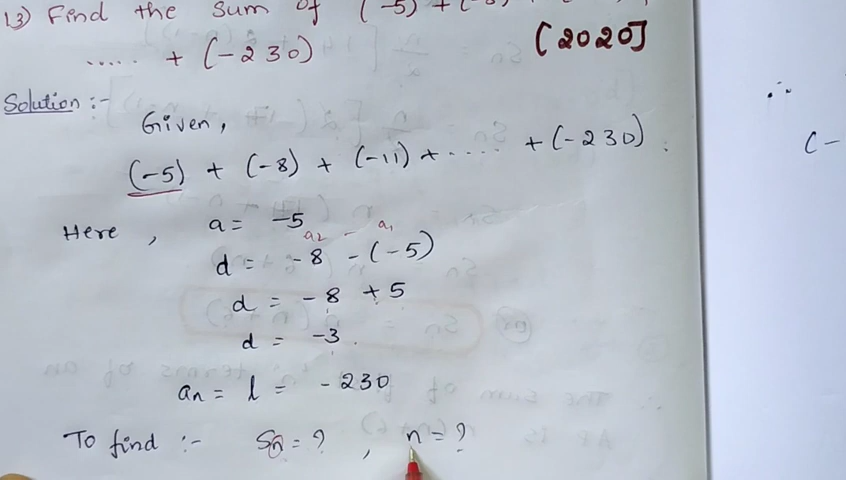 13) Find the sum of (-5) + (-8)
..... + (-230) [2020]
Solution :-
Given,
(-5) + (-8) + (-11) + ..... + (-230).
Here, a = -5
a2 - a1
d = -8 - (-5)
d = -8 + 5
d = -3.
an = l = -230
To find :- Sn = ? , n = ?
∴
(-